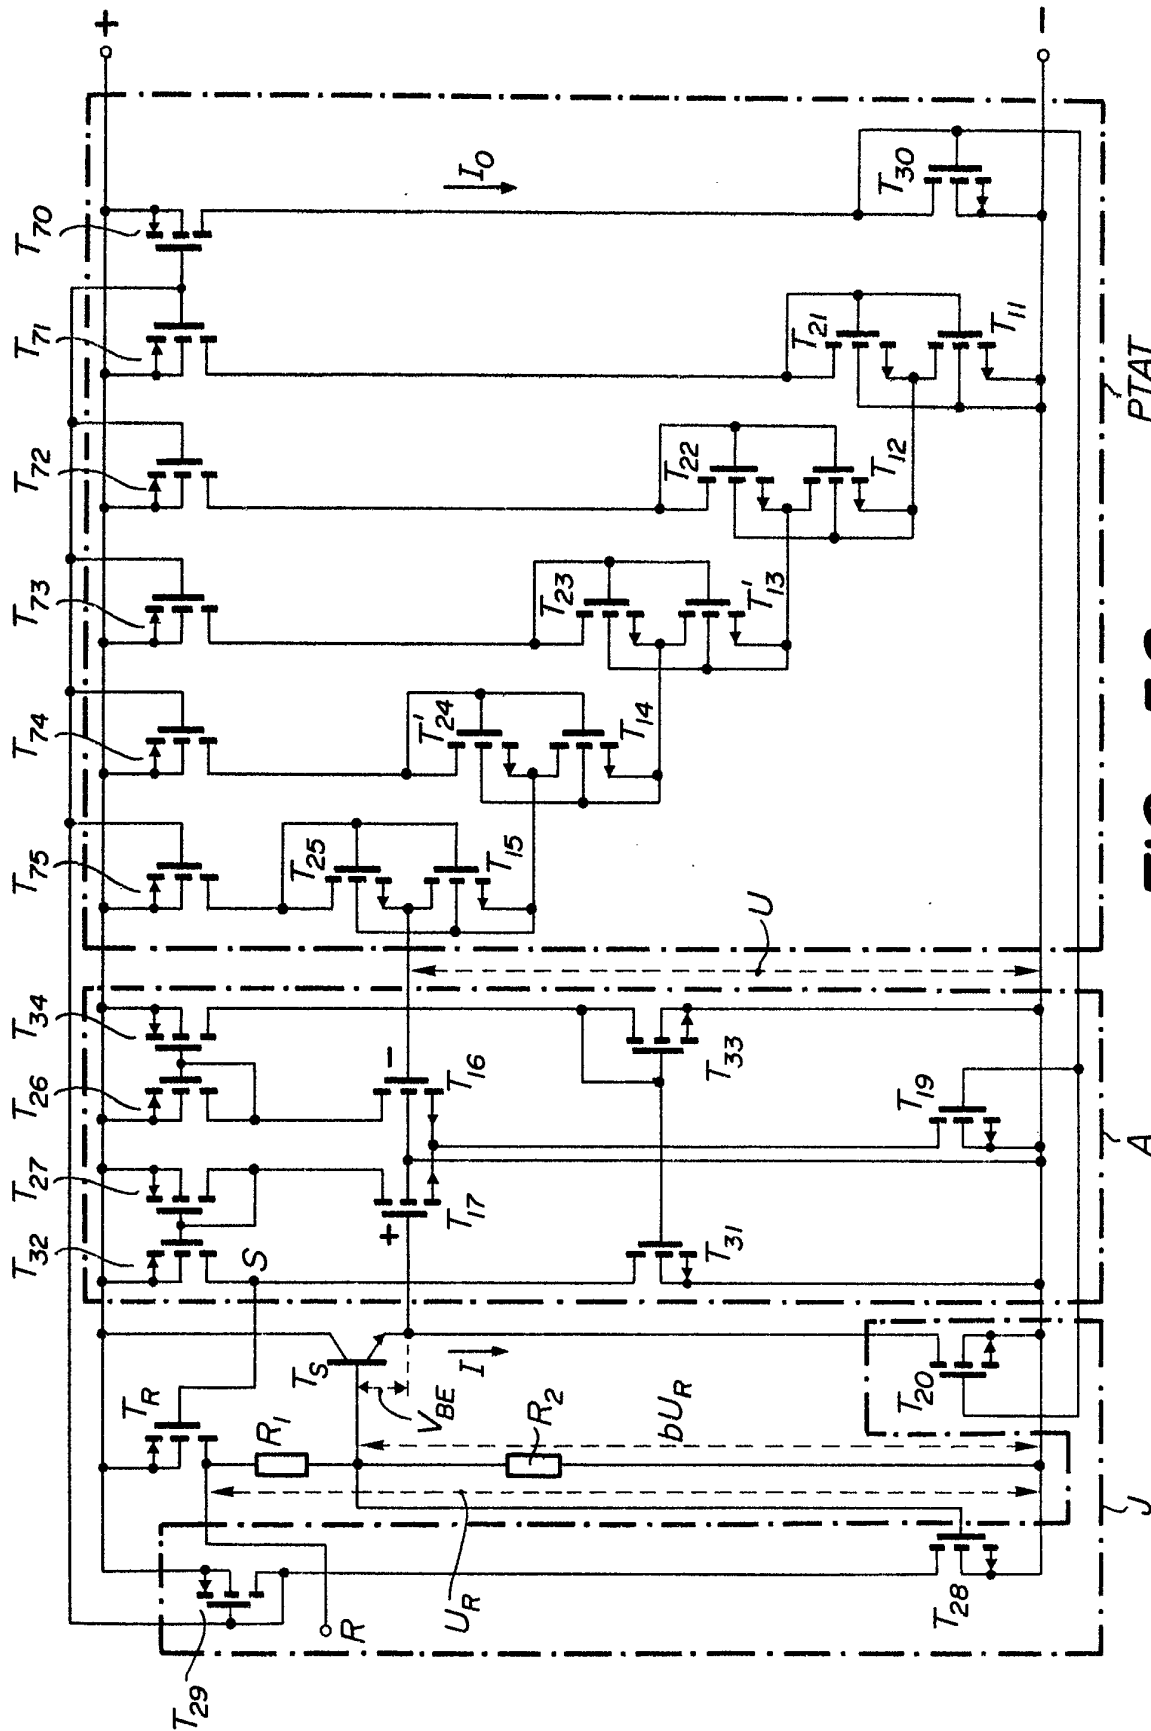 T29
T32
T27
T26
T34
T75
T74
T73
T72
T71
T70
+
TR
S
R
R1
TS
I
VBE
UR
R2
bUR
+
T17
−
T16
T25
T15
T'24
T14
T23
T'13
T22
T12
T21
T11
I0
T31
T33
U
T28
T20
T19
T30
−
J
A
PTAT